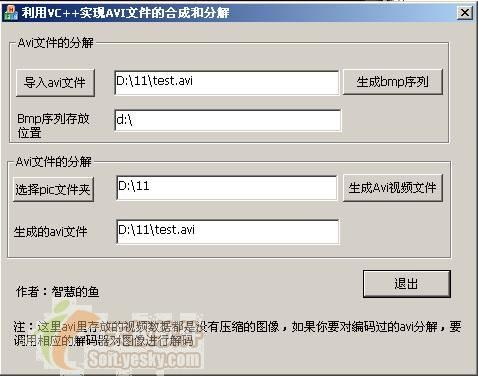 利用VC++实现AVI文件的合成和分解
Avi文件的分解
导入avi文件
D:\11\test.avi
生成bmp序列
Bmp序列存放
位置
d:\
Avi文件的分解
选择pic文件夹
D:\11
生成Avi视频文件
生成的avi文件
D:\11\test.avi
退出
作者：智慧的鱼
注：这里avi里存放的视频数据都是没有压缩的图像，如果你要对编码过的avi分解，要
调用相应的解码器对图像进行解码
Soft.yesky.com